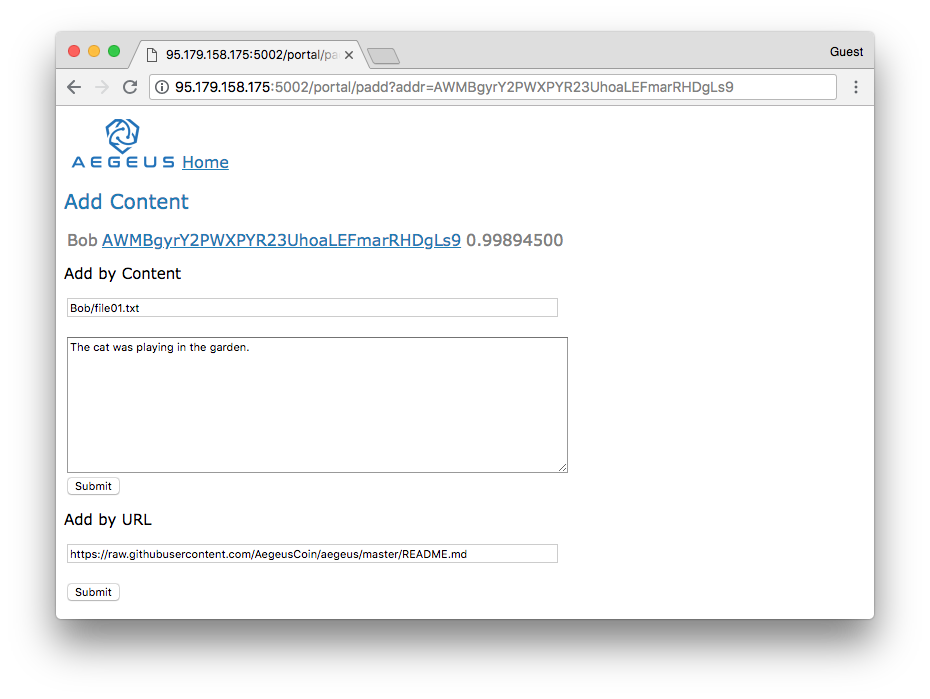 95.179.158.175:5002/portal/pa
Guest
95.179.158.175:5002/portal/padd?addr=AWMBgyrY2PWXPYR23UhoaLEFmarRHDgLs9
AEGEUS Home
Add Content
Bob AWMBgyrY2PWXPYR23UhoaLEFmarRHDgLs9 0.99894500
Add by Content
Bob/file01.txt
The cat was playing in the garden.
Submit
Add by URL
https://raw.githubusercontent.com/AegeusCoin/aegeus/master/README.md
Submit